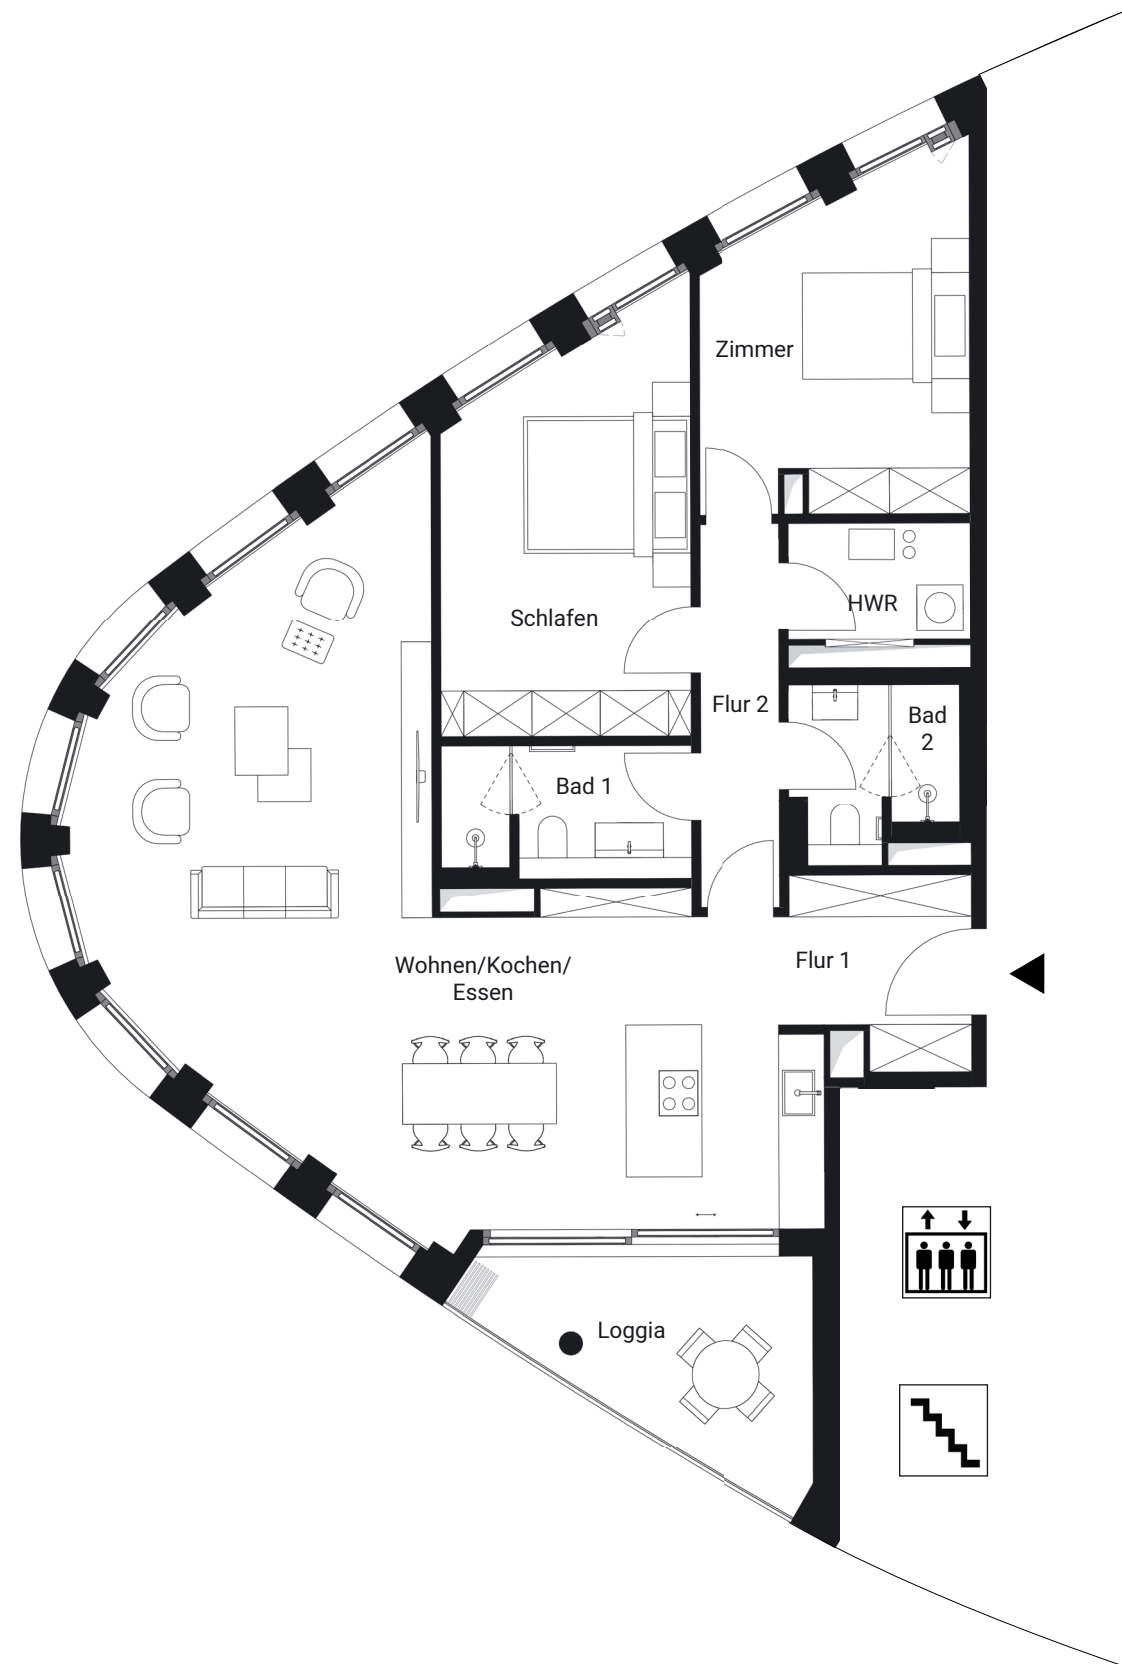 Zimmer
Schlafen
HWR
Flur 2
Bad
2
Bad 1
Wohnen/Kochen/
Essen
Flur 1
Loggia